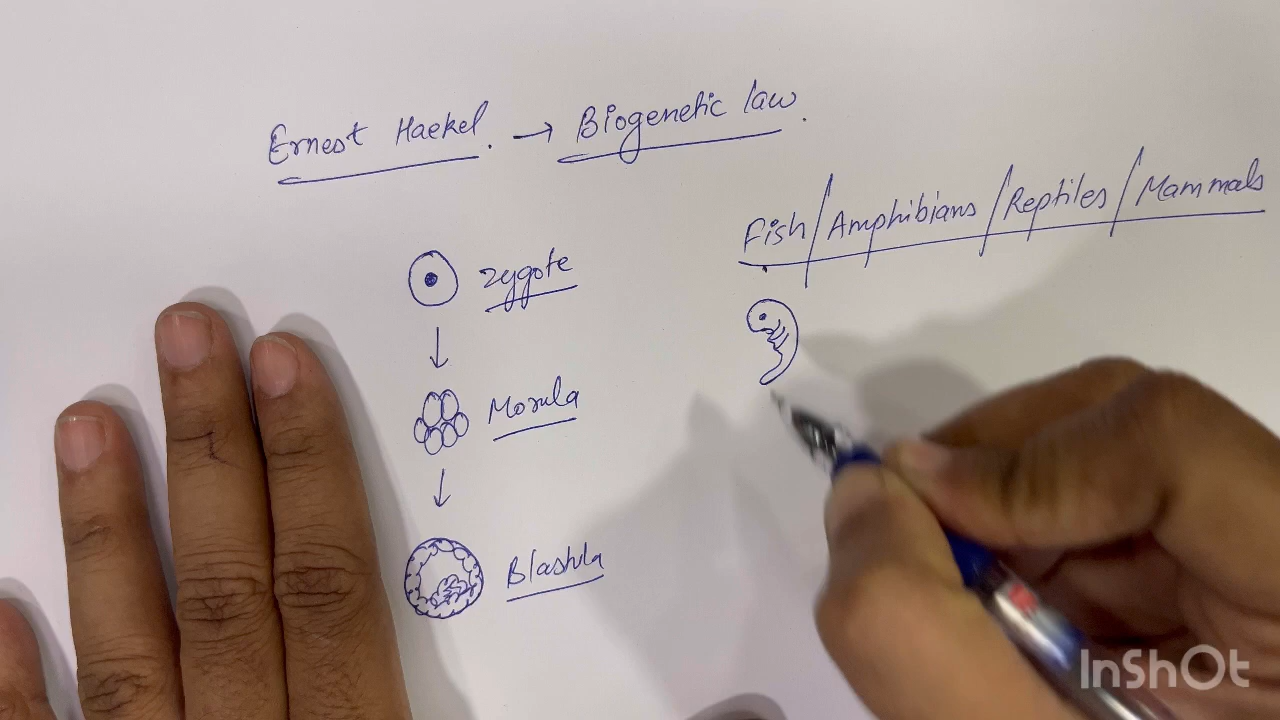 Ernest Haekel. → Biogenetic law.
Fish/Amphibians/Reptiles/Mammals
zygote
Morula
Blastula
InShOt